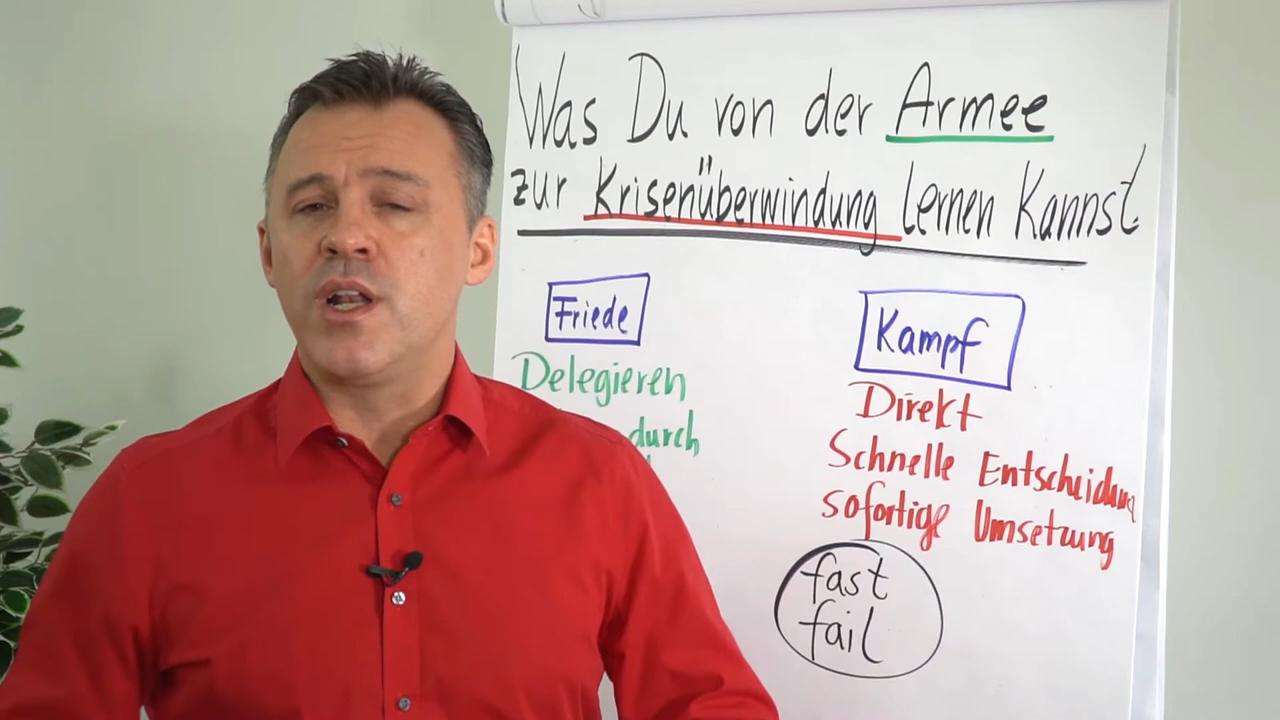 Was Du von der Armee
zur Krisenüberwindung lernen Kannst.
Friede
Delegieren
durch
Kampf
Direkt
Schnelle Entscheidung
sofortige Umsetzung
fast
fail